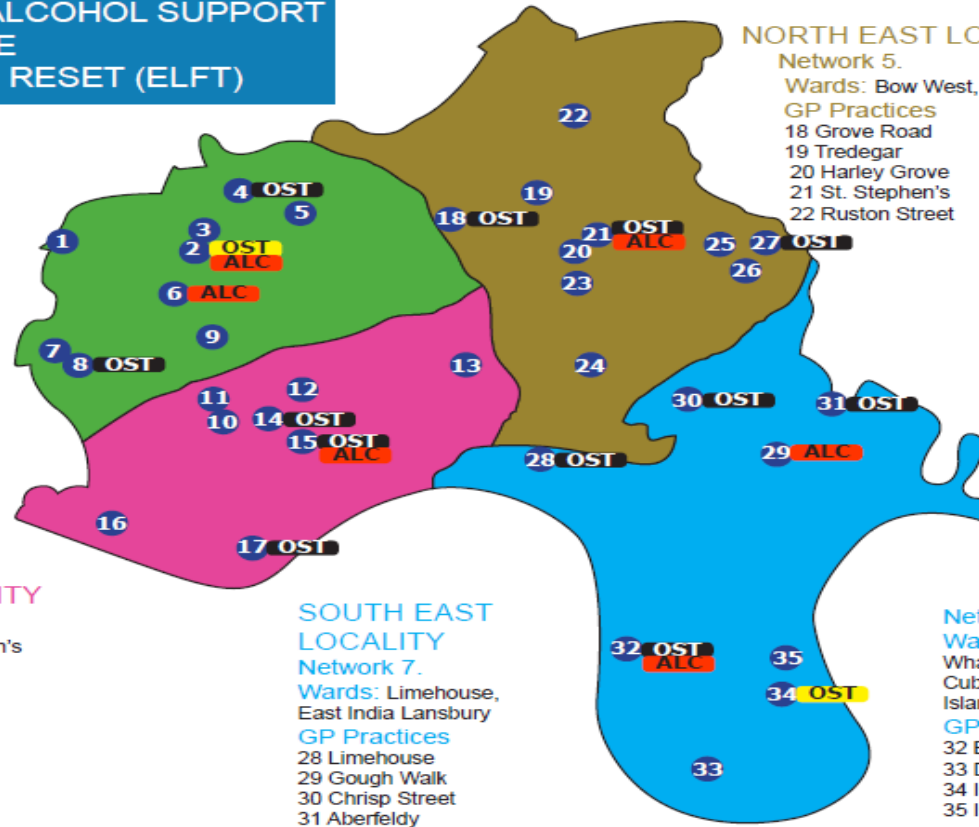 ALCOHOL SUPPORT
E
RESET (ELFT)
NORTH EAST LO
Network 5.
Wards: Bow West,
GP Practices
18 Grove Road
19 Tredegar
20 Harley Grove
21 St. Stephen's
22 Ruston Street
22
4 OST
5
19
18 OST
3
1
2 OST
ALC
21 OST
ALC
20
25
27 OST
26
23
6 ALC
9
7
8 OST
13
24
12
11
10
14 OST
15 OST
ALC
30 OST
31 OST
29 ALC
28 OST
16
17 OST
ITY
n's
SOUTH EAST
LOCALITY
Network 7.
Wards: Limehouse,
East India Lansbury
GP Practices
28 Limehouse
29 Gough Walk
30 Chrisp Street
31 Aberfeldy
32 OST
ALC
35
34 OST
33
Net
Wa
Wha
Cub
Islan
GP
32 E
33 D
34 I
35 I